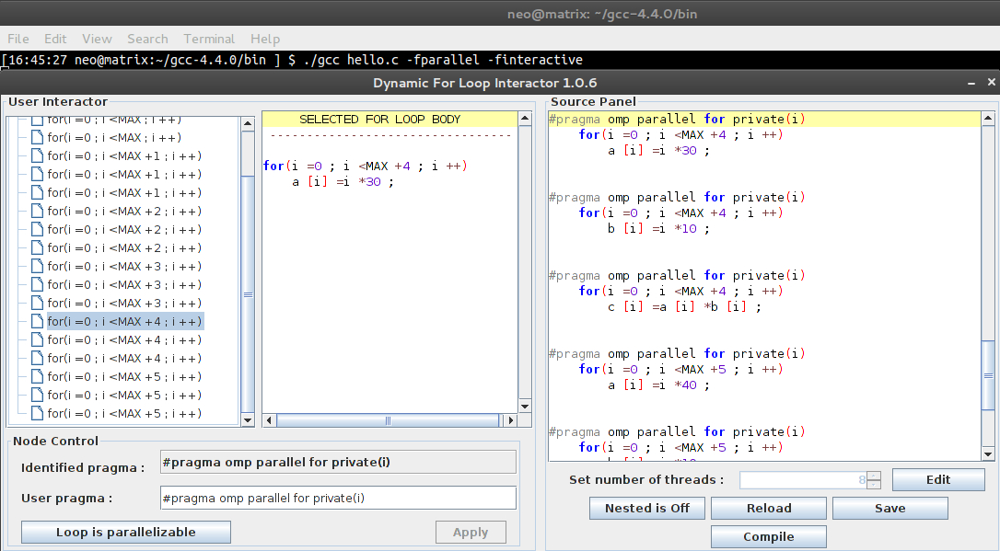 neo@matrix: ~/gcc-4.4.0/bin
File Edit View Search Terminal Help
[16:45:27 neo@matrix:~/gcc-4.4.0/bin ] $ ./gcc hello.c -fparallel -finteractive
Dynamic For Loop Interactor 1.0.6
User Interactor
for(i =0 ; i <MAX ; i ++)
for(i =0 ; i <MAX ; i ++)
for(i =0 ; i <MAX +1 ; i ++)
for(i =0 ; i <MAX +1 ; i ++)
for(i =0 ; i <MAX +1 ; i ++)
for(i =0 ; i <MAX +2 ; i ++)
for(i =0 ; i <MAX +2 ; i ++)
for(i =0 ; i <MAX +2 ; i ++)
for(i =0 ; i <MAX +3 ; i ++)
for(i =0 ; i <MAX +3 ; i ++)
for(i =0 ; i <MAX +3 ; i ++)
for(i =0 ; i <MAX +4 ; i ++)
for(i =0 ; i <MAX +4 ; i ++)
for(i =0 ; i <MAX +4 ; i ++)
for(i =0 ; i <MAX +5 ; i ++)
for(i =0 ; i <MAX +5 ; i ++)
for(i =0 ; i <MAX +5 ; i ++)
SELECTED FOR LOOP BODY
--------------------------------
for(i =0 ; i <MAX +4 ; i ++)
a [i] =i *30 ;
Node Control
Identified pragma : #pragma omp parallel for private(i)
User pragma : #pragma omp parallel for private(i)
Loop is parallelizable Apply
Source Panel
#pragma omp parallel for private(i)
for(i =0 ; i <MAX +4 ; i ++)
a [i] =i *30 ;
#pragma omp parallel for private(i)
for(i =0 ; i <MAX +4 ; i ++)
b [i] =i *10 ;
#pragma omp parallel for private(i)
for(i =0 ; i <MAX +4 ; i ++)
c [i] =a [i] *b [i] ;
#pragma omp parallel for private(i)
for(i =0 ; i <MAX +5 ; i ++)
a [i] =i *40 ;
#pragma omp parallel for private(i)
for(i =0 ; i <MAX +5 ; i ++)
Set number of threads : 8 Edit
Nested is Off Reload Save
Compile